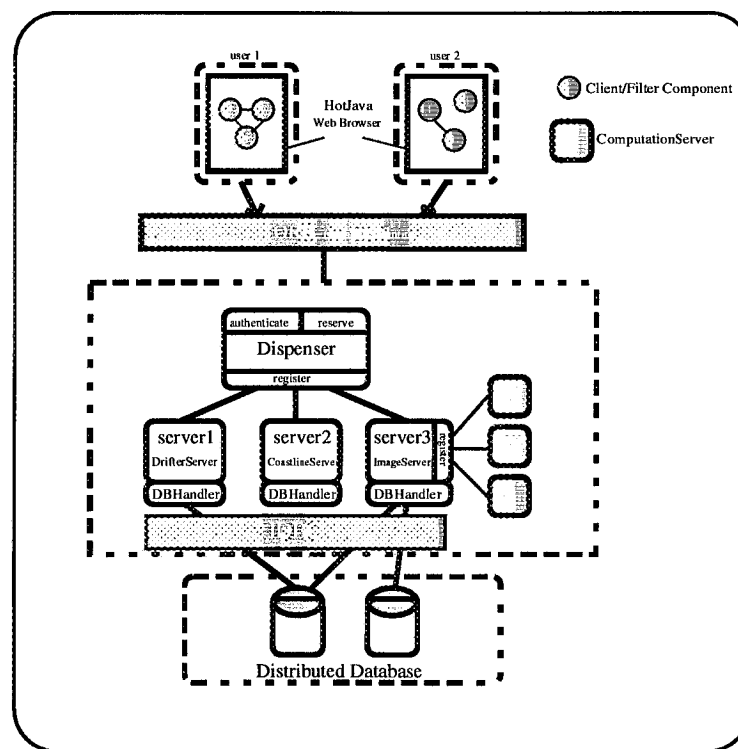 user 1
user 2
HotJava
Web Browser
Client/Filter Component
ComputationServer
authenticate
reserve
Dispenser
register
server1
DrifterServer
DBHandler
server2
CoastlineServer
DBHandler
server3
ImageServer
register
DBHandler
Distributed Database